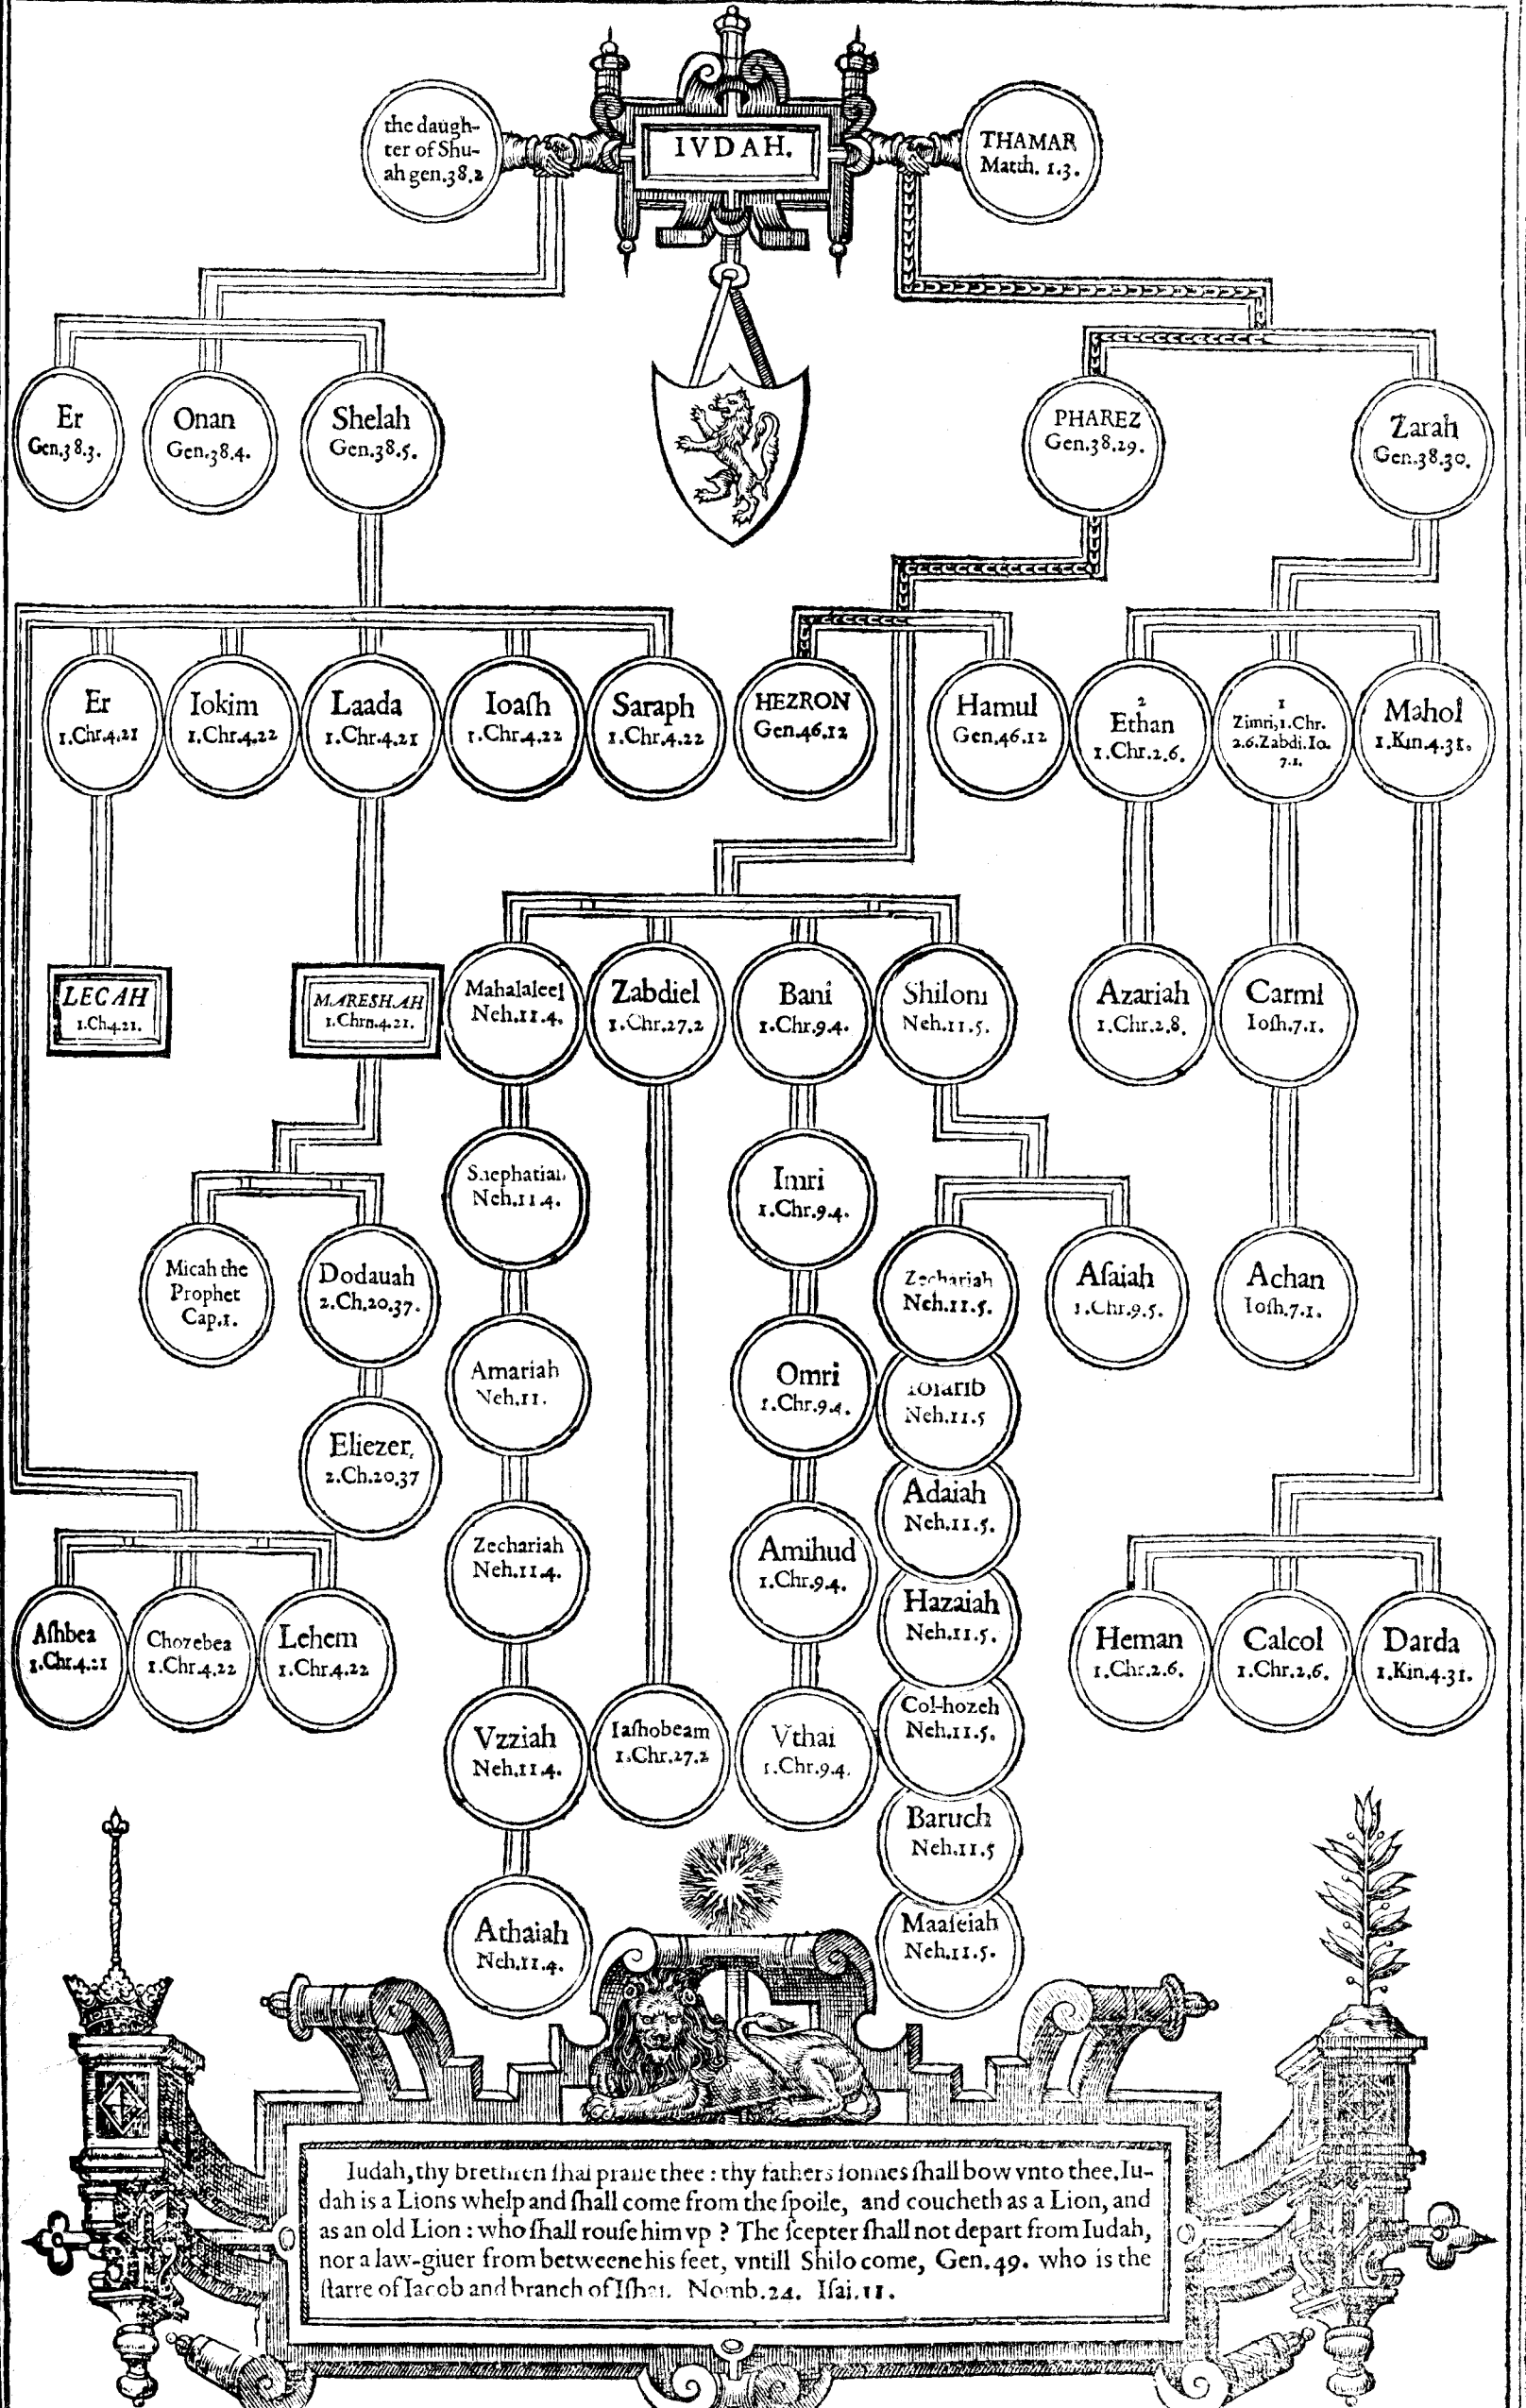 the daugh-
ter of Shu-
ah gen.38.2
IVDAH.
THAMAR
Matth. 1.3.
Er
Gen.38.3.
Onan
Gen.38.4.
Shelah
Gen.38.5.
PHAREZ
Gen.38.29.
Zarah
Gen.38.30.
Er
1.Chr.4.21
Iokim
1.Chr.4.22
Laada
1.Chr.4.21
Ioaſh
1.Chr.4.22
Saraph
1.Chr.4.22
HEZRON
Gen.46.12
Hamul
Gen.46.12
2
Ethan
1.Chr.2.6.
1
Zimri,1.Chr.
2.6.Zabdi.Io.
7.1.
Mahol
1.Kin.4.31.
LECAH
1.Ch.4.21.
MARESHAH
1.Chrn.4.21.
Mahalaleel
Neh.11.4.
Zabdiel
1.Chr.27.2
Bani
1.Chr.9.4.
Shiloni
Neh.11.5.
Azariah
1.Chr.2.8.
Carmi
Ioſh.7.1.
Shephatiah
Neh.11.4.
Imri
1.Chr.9.4.
Micah the
Prophet
Cap.1.
Dodauah
2.Ch.20.37.
Zechariah
Neh.11.5.
Aſaiah
1.Chr.9.5.
Achan
Ioſh.7.1.
Amariah
Neh.11.
Omri
1.Chr.9.4.
Ioiarib
Neh.11.5
Eliezer,
2.Ch.20.37
Adaiah
Neh.11.5.
Zechariah
Neh.11.4.
Amihud
1.Chr.9.4.
Hazaiah
Neh.11.5.
Aſhbea
1.Chr.4.21
Chozebea
1.Chr.4.22
Lehem
1.Chr.4.22
Heman
1.Chr.2.6.
Calcol
1.Chr.2.6.
Darda
1.Kin.4.31.
Col-hozeh
Neh.11.5.
Vzziah
Neh.11.4.
Iaſhobeam
1.Chr.27.2
Vthai
1.Chr.9.4.
Baruch
Neh.11.5
Athaiah
Neh.11.4.
Maaſeiah
Neh.11.5.
Iudah, thy brethren ſhal praiſe thee : thy fathers ſonnes ſhall bow vnto thee. Iu-
dah is a Lions whelp and ſhall come from the ſpoile, and coucheth as a Lion, and
as an old Lion : who ſhall rouſe him vp ? The ſcepter ſhall not depart from Iudah,
nor a law-giuer from betweene his feet, vntill Shilo come, Gen.49. who is the
ſtarre of Iacob and branch of Iſhai. Nomb.24. Iſai.11.